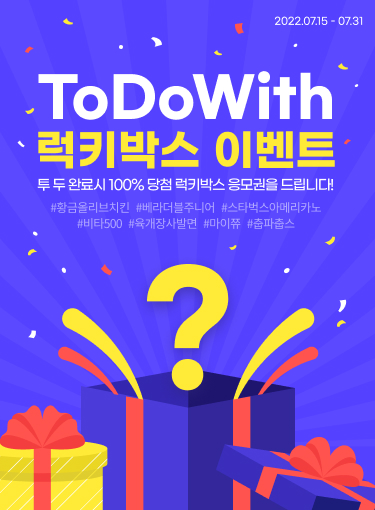 2022.07.15 - 07.31
ToDoWith
럭키박스 이벤트
투 두 완료시 100% 당첨 럭키박스 응모권을 드립니다!
#황금올리브치킨 #베라더블주니어 #스타벅스아메리카노
#비타500 #육개장사발면 #마이쮸 #춥파춥스
?